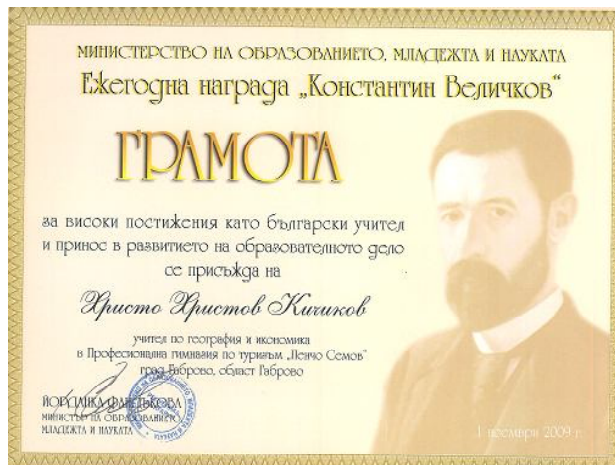 МИНИСТЕРСТВО НА ОБРАЗОВАНИЕТО, МЛАДЕЖТА И НАУКАТА
Ежегодна награда „Константин Величков“
ГРАМОТА
за високи постижения като български учител
и принос в развитието на образователното дело
се присъжда на
Христо Христов Кичиков
учител по география и икономика
в Професионална гимназия по туризъм „Пенчо Семов“
град Габрово, област Габрово
ЙОРДАНКА ФАНДЪКОВА
МИНИСТЪР НА ОБРАЗОВАНИЕТО,
МЛАДЕЖТА И НАУКАТА
1 ноември 2009 г.